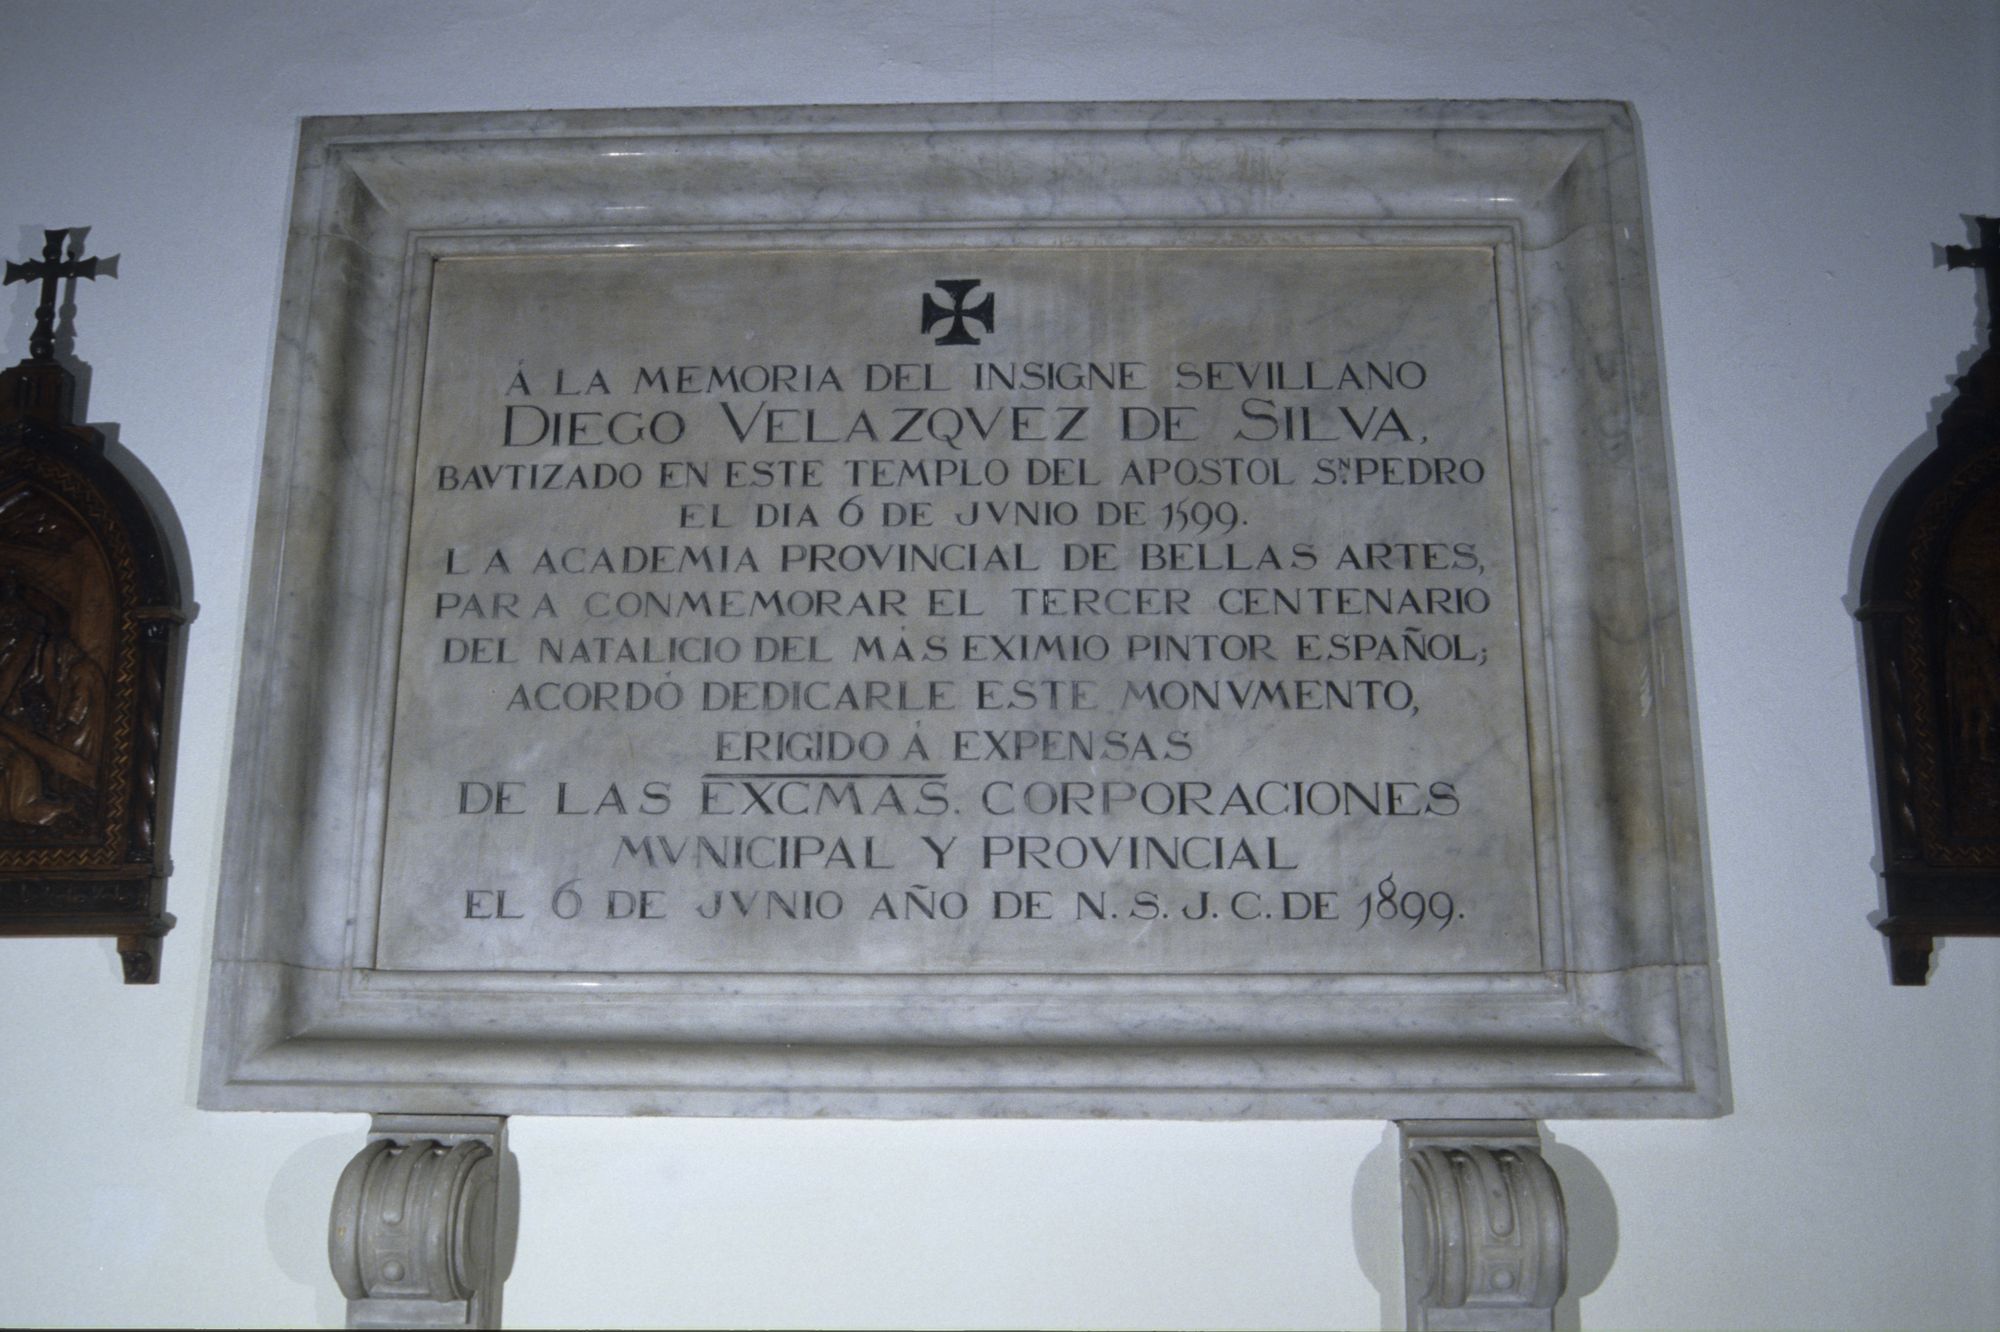 Á LA MEMORIA DEL INSIGNE SEVILLANO
DIEGO VELAZQVEZ DE SILVA,
BAVTIZADO EN ESTE TEMPLO DEL APOSTOL SN. PEDRO
EL DIA 6 DE JVNIO DE 1599.
LA ACADEMIA PROVINCIAL DE BELLAS ARTES,
PARA CONMEMORAR EL TERCER CENTENARIO
DEL NATALICIO DEL MÁS EXIMIO PINTOR ESPAÑOL;
ACORDÓ DEDICARLE ESTE MONVMENTO,
ERIGIDO Á EXPENSAS
DE LAS EXCMAS. CORPORACIONES
MVNICIPAL Y PROVINCIAL
EL 6 DE JVNIO AÑO DE N. S. J. C. DE 1899.